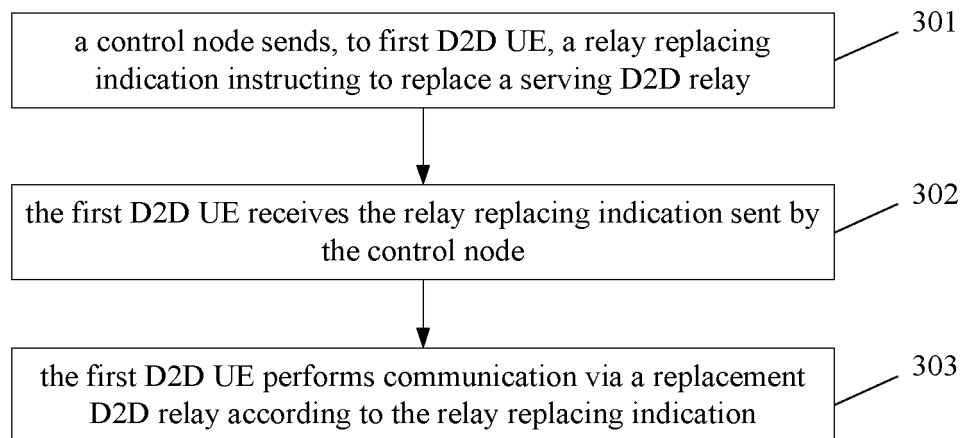 301
a control node sends, to first D2D UE, a relay replacing
indication instructing to replace a serving D2D relay
302
the first D2D UE receives the relay replacing indication sent by
the control node
303
the first D2D UE performs communication via a replacement
D2D relay according to the relay replacing indication